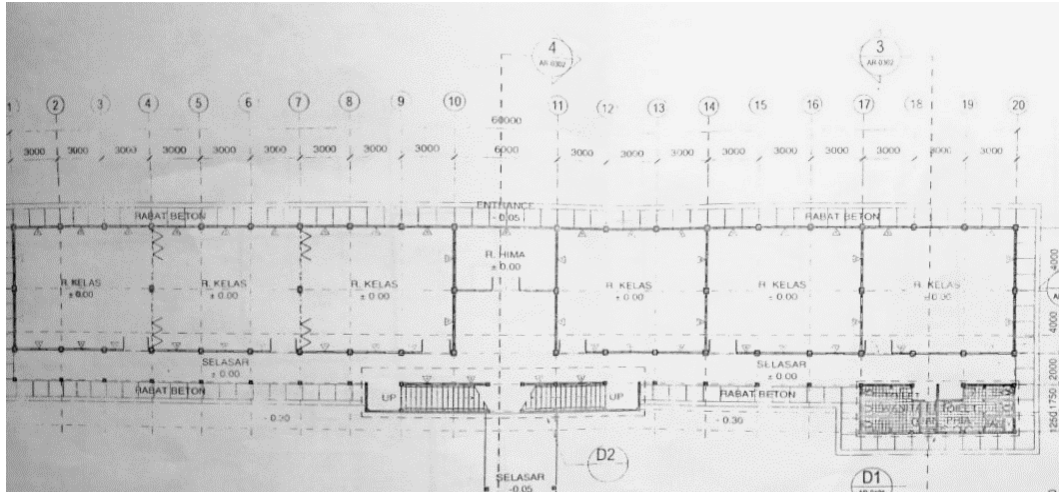 4
AR-0302
3
AR-0302
1 2 3 4 5 6 7 8 9 10 11 12 13 14 15 16 17 18 19 20
60000
3000 3000 3000 3000 3000 3000 3000 3000 3000 6000 3000 3000 3000 3000 3000 3000 3000 3000 3000
ENTRANCE
- 0.05
RABAT BETON
RABAT BETON
R. HIMA
± 0.00
R. KELAS
± 0.00
R. KELAS
± 0.00
R. KELAS
± 0.00
R. KELAS
± 0.00
R. KELAS
± 0.00
R. KELAS
± 0.00
4000
4000
2000
1750
1250
SELASAR
± 0.00
SELASAR
± 0.00
RABAT BETON
UP
UP
RABAT BETON
TOILET
WANITA
TOILET
PRIA
- 0.30
- 0.30
D2
SELASAR
-0.05
D1